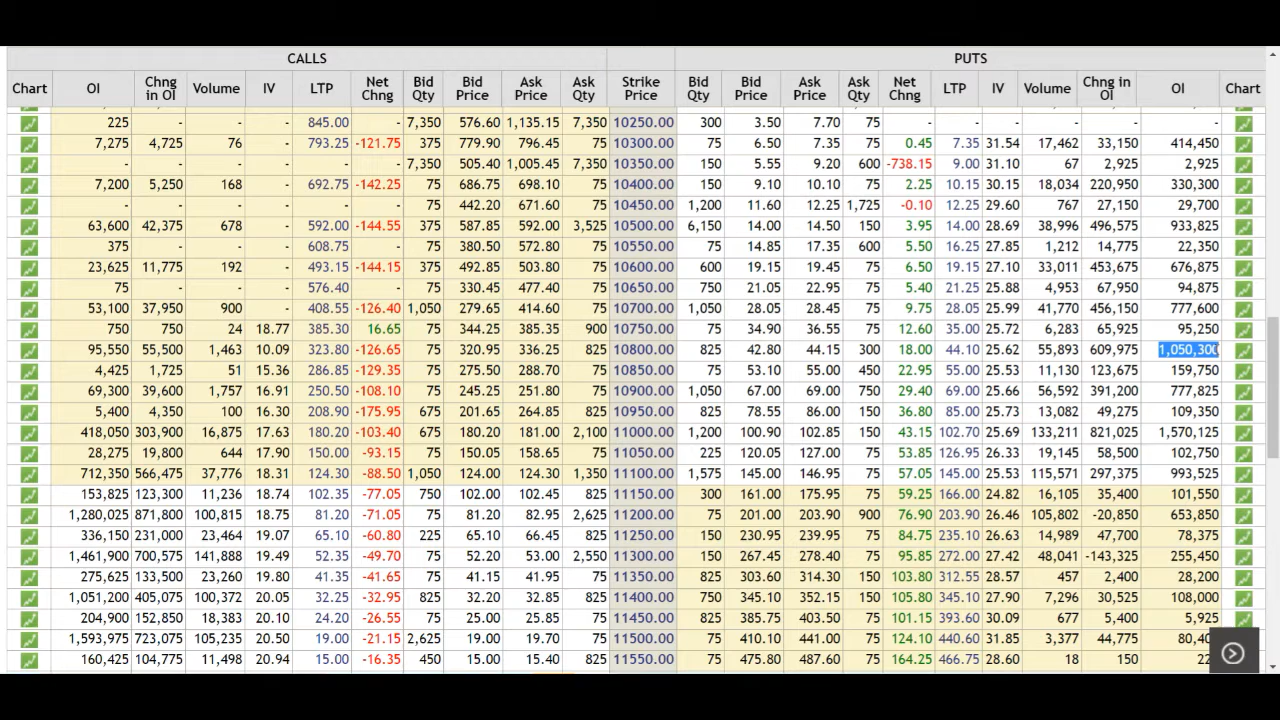 CALLS PUTS
Chart OI Chng in OI Volume IV LTP Net Chng Bid Qty Bid Price Ask Price Ask Qty Strike Price Bid Qty Bid Price Ask Price Ask Qty Net Chng LTP IV Volume Chng in OI OI Chart
225 - - - 845.00 - 7,350 576.60 1,135.15 7,350 10250.00 300 3.50 7.70 75 - - - - - -
7,275 4,725 76 - 793.25 -121.75 375 779.90 796.45 75 10300.00 75 6.50 7.35 75 0.45 7.35 31.54 17,462 33,150 414,450
- - - - - - 7,350 505.40 1,005.45 7,350 10350.00 150 5.55 9.20 600 -738.15 9.00 31.10 67 2,925 2,925
7,200 5,250 168 - 692.75 -142.25 75 686.75 698.10 75 10400.00 150 9.10 10.10 75 2.25 10.15 30.15 18,034 220,950 330,300
- - - - - - 75 442.20 671.60 75 10450.00 1,200 11.60 12.25 1,725 -0.10 12.25 29.60 767 27,150 29,700
63,600 42,375 678 - 592.00 -144.55 375 587.85 592.00 3,525 10500.00 6,150 14.00 14.50 150 3.95 14.00 28.69 38,996 496,575 933,825
375 - - - 608.75 - 75 380.50 572.80 75 10550.00 75 14.85 17.35 600 5.50 16.25 27.85 1,212 14,775 22,350
23,625 11,775 192 - 493.15 -144.15 375 492.85 503.80 75 10600.00 600 19.15 19.45 75 6.50 19.15 27.10 33,011 453,675 676,875
75 - - - 576.40 - 75 330.45 477.40 75 10650.00 750 21.05 22.95 75 5.40 21.25 25.88 4,953 67,950 94,875
53,100 37,950 900 - 408.55 -126.40 1,050 279.65 414.60 75 10700.00 1,050 28.05 28.45 75 9.75 28.05 25.99 41,770 456,150 777,600
750 750 24 18.77 385.30 16.65 75 344.25 385.35 900 10750.00 75 34.90 36.55 75 12.60 35.00 25.72 6,283 65,925 95,250
95,550 55,500 1,463 10.09 323.80 -126.65 75 320.95 336.25 825 10800.00 825 42.80 44.15 300 18.00 44.10 25.62 55,893 609,975 1,050,300
4,425 1,725 51 15.36 286.85 -129.35 75 275.50 288.70 75 10850.00 75 53.10 55.00 450 22.95 55.00 25.53 11,130 123,675 159,750
69,300 39,600 1,757 16.91 250.50 -108.10 75 245.25 251.80 75 10900.00 1,050 67.00 69.00 750 29.40 69.00 25.66 56,592 391,200 777,825
5,400 4,350 100 16.30 208.90 -175.95 675 201.65 264.85 75 10950.00 825 78.55 86.00 150 36.80 85.00 25.73 13,082 49,275 109,350
418,050 303,900 16,875 17.63 180.20 -103.40 675 180.20 181.00 2,100 11000.00 1,200 100.90 102.85 150 43.15 102.70 25.69 133,211 821,025 1,570,125
28,275 19,800 644 17.90 150.00 -93.15 75 150.05 158.65 75 11050.00 225 120.05 127.00 75 53.85 126.95 26.33 19,145 58,500 102,750
712,350 566,475 37,776 18.31 124.30 -88.50 1,050 124.00 124.30 1,350 11100.00 1,575 145.00 146.95 75 57.05 145.00 25.53 115,571 297,375 993,525
153,825 123,300 11,236 18.74 102.35 -77.05 750 102.00 102.45 825 11150.00 300 161.00 175.95 75 59.25 166.00 24.82 16,105 35,400 101,550
1,280,025 871,800 100,815 18.75 81.20 -71.05 75 81.20 82.95 2,625 11200.00 75 201.00 203.90 900 76.90 203.90 26.46 105,802 -20,850 653,850
336,150 231,000 23,464 19.07 65.10 -60.80 225 65.10 66.45 825 11250.00 150 230.95 239.95 75 84.75 235.10 26.63 14,989 47,700 78,375
1,461,900 700,575 141,888 19.49 52.35 -49.70 75 52.20 53.00 2,550 11300.00 150 267.45 278.40 75 95.85 272.00 27.42 48,041 -143,325 255,450
275,625 133,500 23,260 19.80 41.35 -41.65 75 41.15 41.95 75 11350.00 825 303.60 314.30 150 103.80 312.55 28.57 457 2,400 28,200
1,051,200 405,075 100,372 20.05 32.25 -32.95 825 32.20 32.85 825 11400.00 750 345.10 352.15 150 105.80 345.10 27.90 7,296 30,525 108,000
204,900 152,850 18,383 20.10 24.20 -26.55 825 25.00 25.85 75 11450.00 825 385.75 403.50 150 101.15 393.60 30.09 677 5,400 5,925
1,593,975 723,075 105,235 20.50 19.00 -21.15 2,625 19.00 19.70 75 11500.00 75 410.10 441.00 75 124.10 440.60 31.85 3,377 44,775
160,425 104,775 11,498 20.94 15.00 -16.35 450 15.00 15.40 825 11550.00 75 475.80 487.60 75 164.25 466.75 28.60 18 150